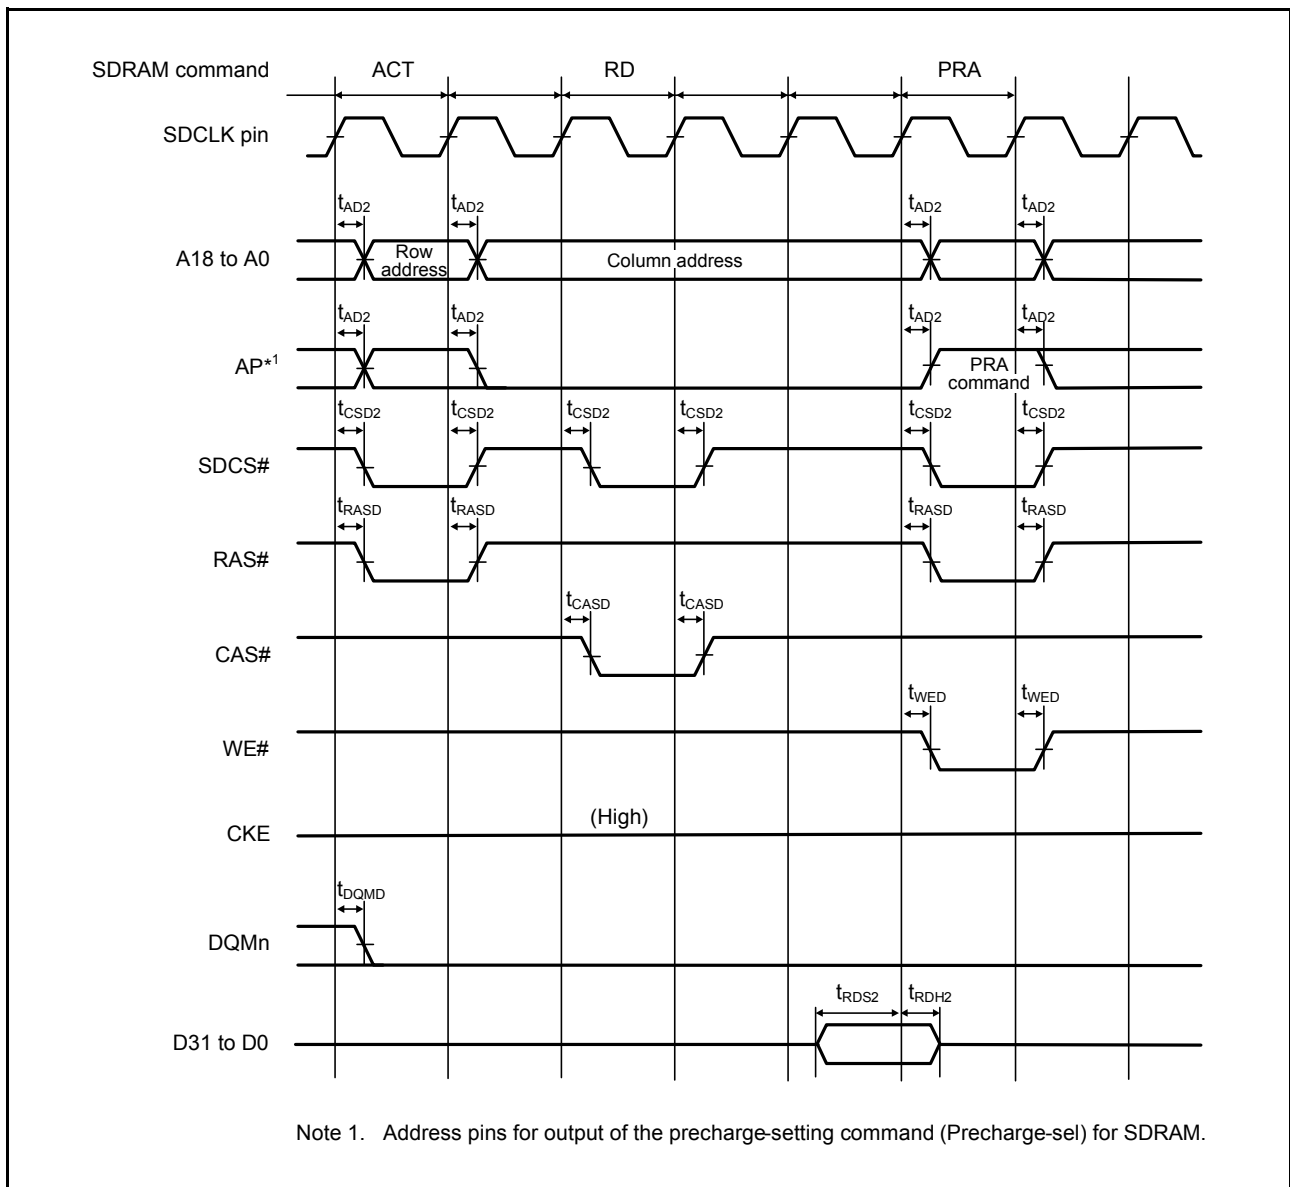 SDRAM command ACT RD PRA
SDCLK pin
tAD2 tAD2 tAD2 tAD2
A18 to A0 Row address Column address
tAD2 tAD2 tAD2 tAD2
AP*1 PRA command
tCSD2 tCSD2 tCSD2 tCSD2 tCSD2 tCSD2
SDCS#
tRASD tRASD tRASD tRASD
RAS#
tCASD tCASD
CAS#
tWED tWED
WE#
(High)
CKE
tDQMD
DQMn
tRDS2 tRDH2
D31 to D0
Note 1. Address pins for output of the precharge-setting command (Precharge-sel) for SDRAM.